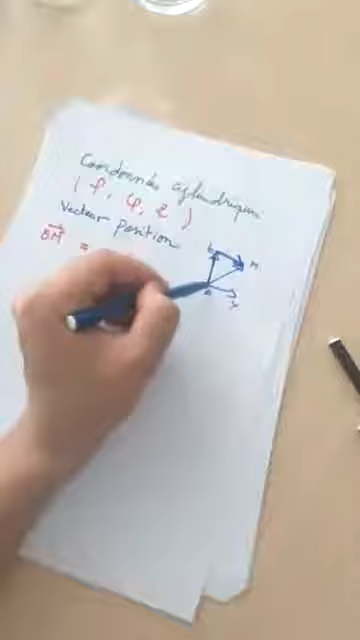 Coordonnées cylindriques
( ρ, φ, z )
Vecteur position
OM =
M